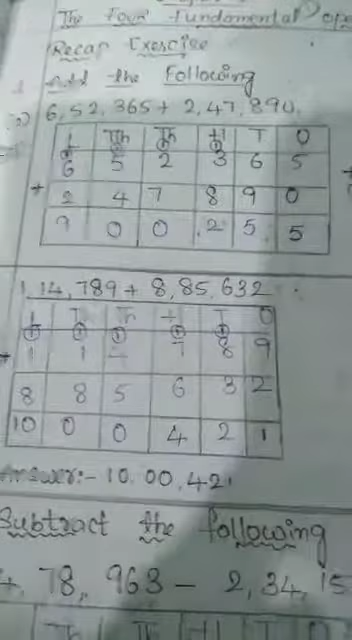 The Four Fundamental Ope
Recap Exercise
Add the Following
a) 6,52,365 + 2,47,890.
L TTh Th H T O
6 5 2 3 6 5
+ 2 4 7 8 9 0
9 0 0 2 5 5
1,14,789 + 8,85,632
L T Th H T O
1 1 4 7 8 9
8 8 5 6 3 2
10 0 0 4 2 1
Answer:- 10,00,421
Subtract the following
4,78,963 - 2,34,15
Th H T O